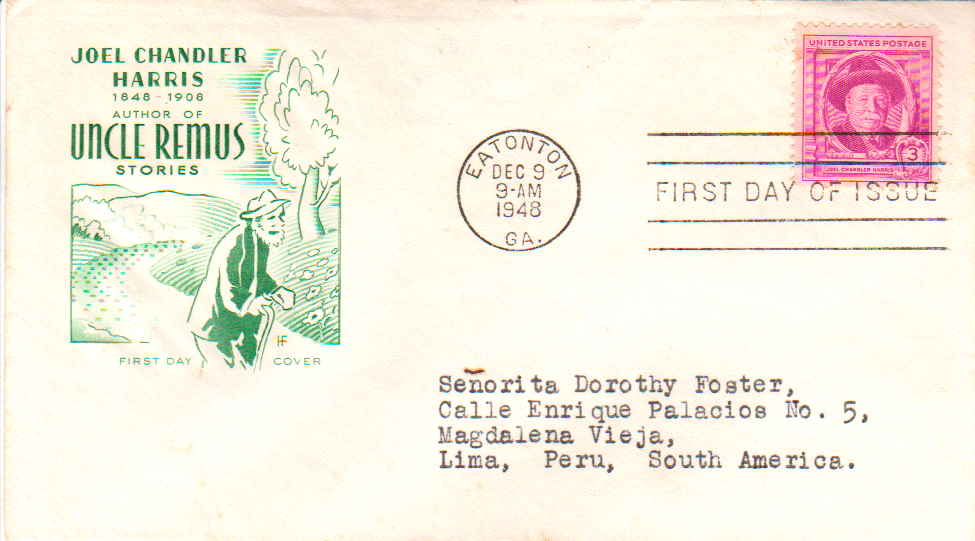 JOEL CHANDLER
HARRIS
1848 - 1908
AUTHOR OF
UNCLE REMUS
STORIES
HF
FIRST DAY COVER
EATONTON
DEC 9
9-AM
1948
GA.
UNITED STATES POSTAGE
3¢
JOEL CHANDLER HARRIS
FIRST DAY OF ISSUE
Señorita Dorothy Foster,
Calle Enrique Palacios No. 5,
Magdalena Vieja,
Lima, Peru, South America.